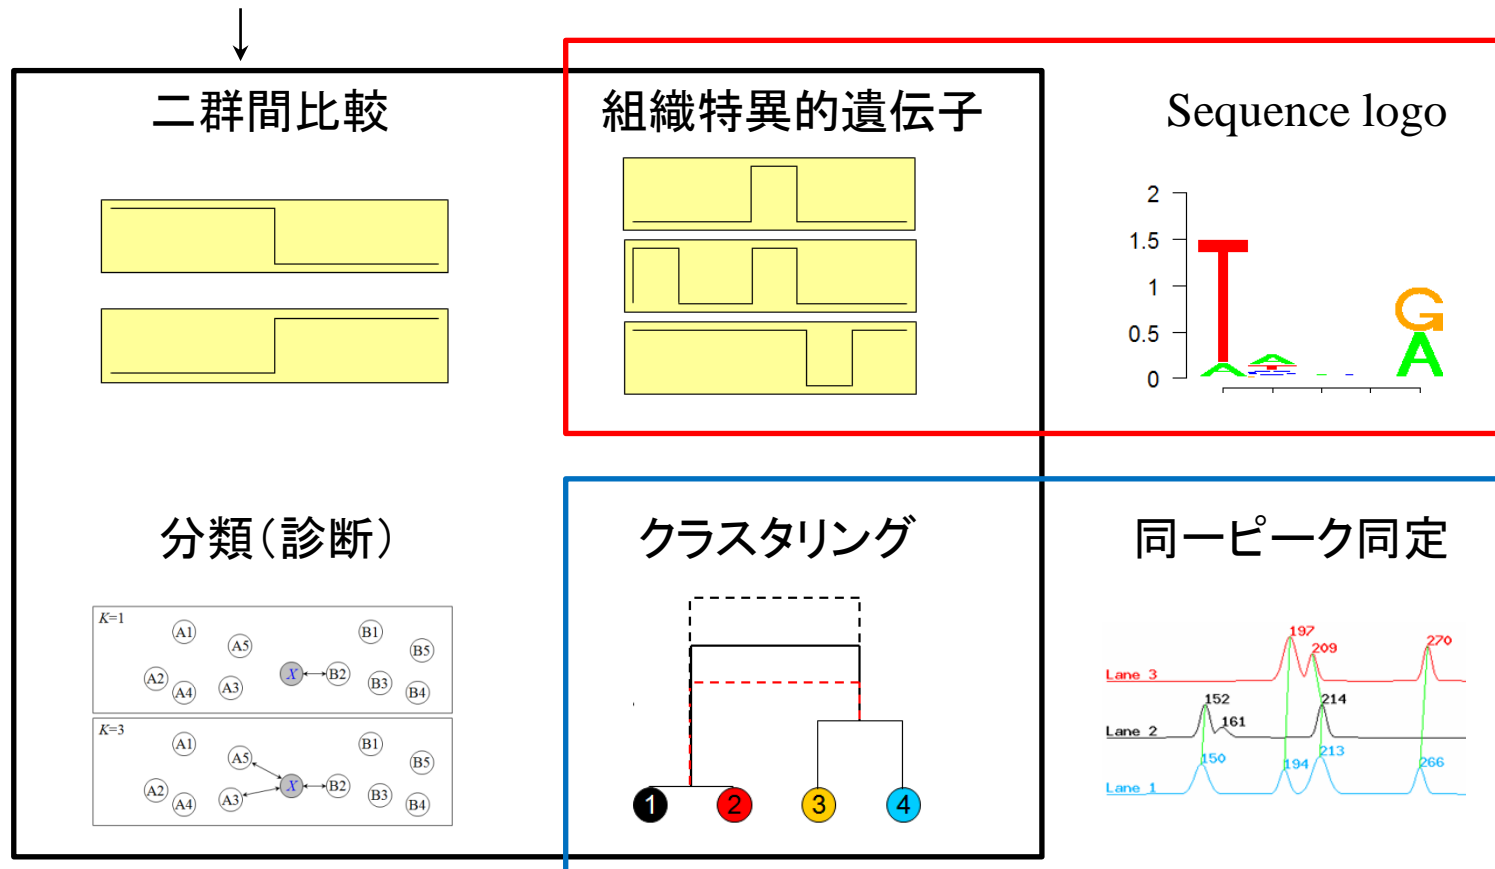 二群間比較
組織特異的遺伝子
Sequence logo
2
1.5
1
0.5
0
T
A
A
T
G
A
分類(診断)
クラスタリング
同一ピーク同定
K=1
A1
A5
A2
A4
A3
X
B2
B1
B5
B3
B4
K=3
A1
A5
A2
A4
A3
X
B2
B1
B5
B3
B4
1
2
3
4
197
209
270
Lane 3
152
161
214
Lane 2
150
194
213
266
Lane 1